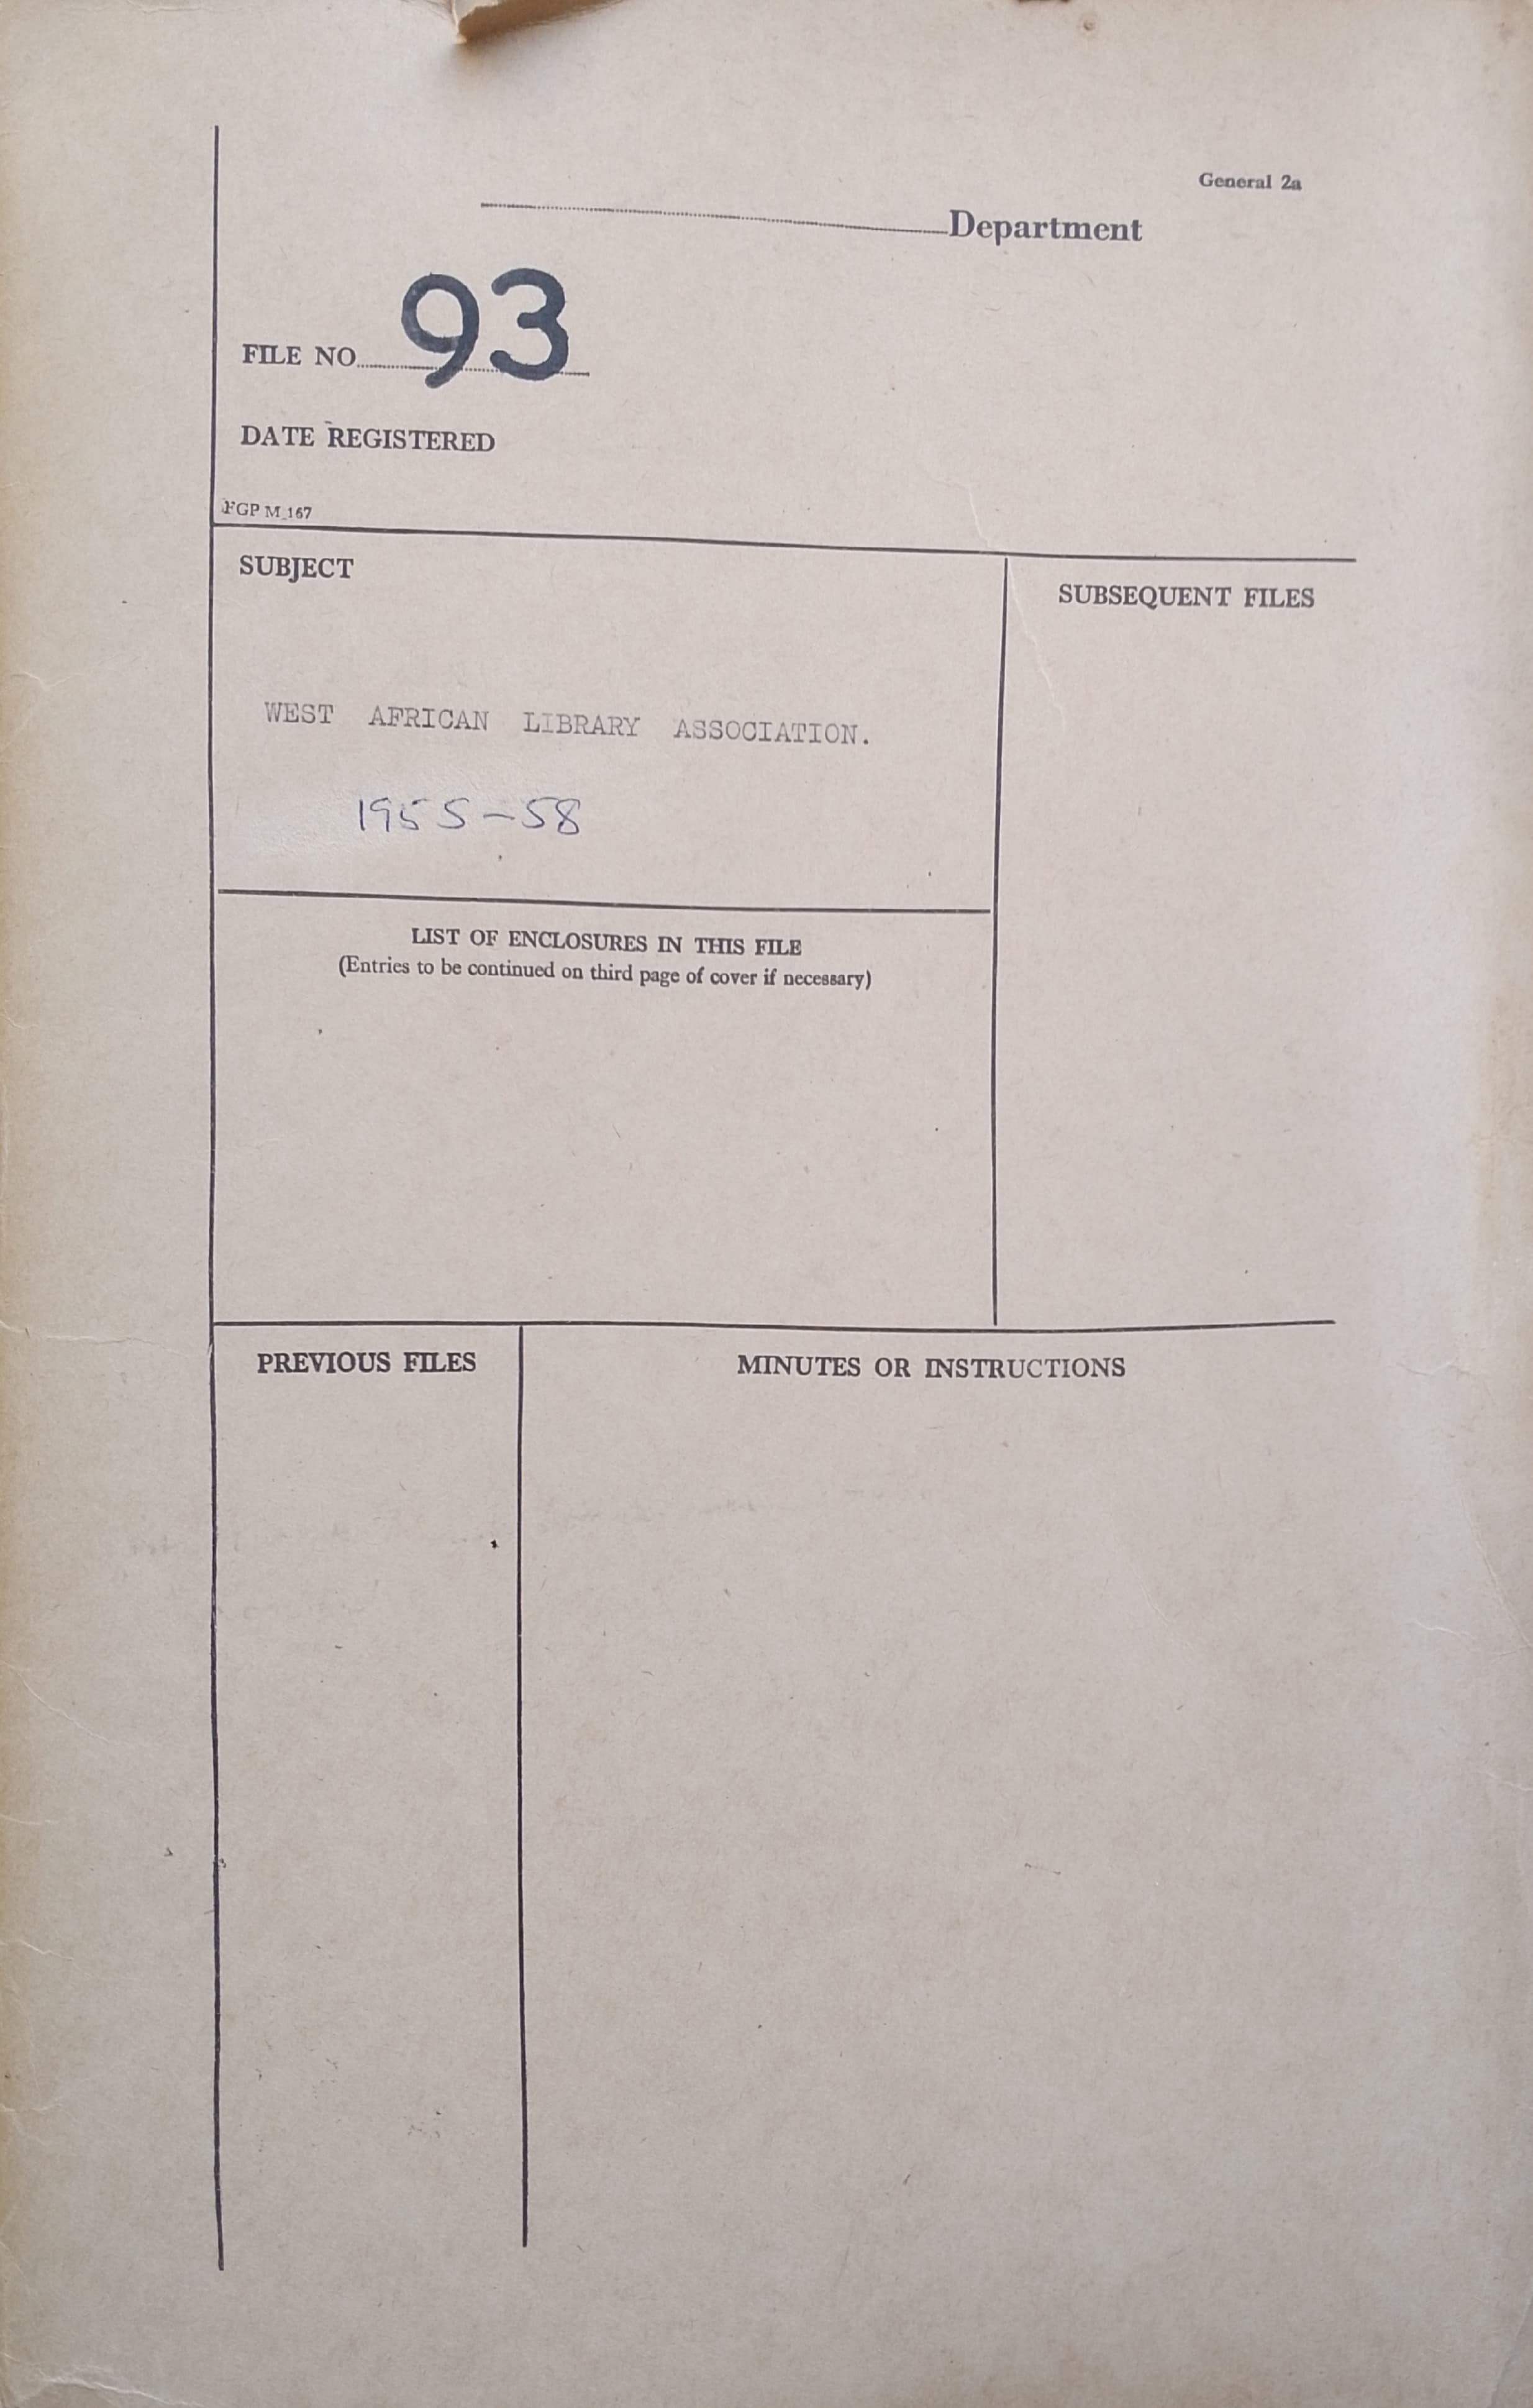 General 2a
Department
FILE NO. 93
DATE REGISTERED
FGP M 167
SUBJECT
SUBSEQUENT FILES
WEST AFRICAN LIBRARY ASSOCIATION.
1955-58
LIST OF ENCLOSURES IN THIS FILE
(Entries to be continued on third page of cover if necessary)
PREVIOUS FILES
MINUTES OR INSTRUCTIONS